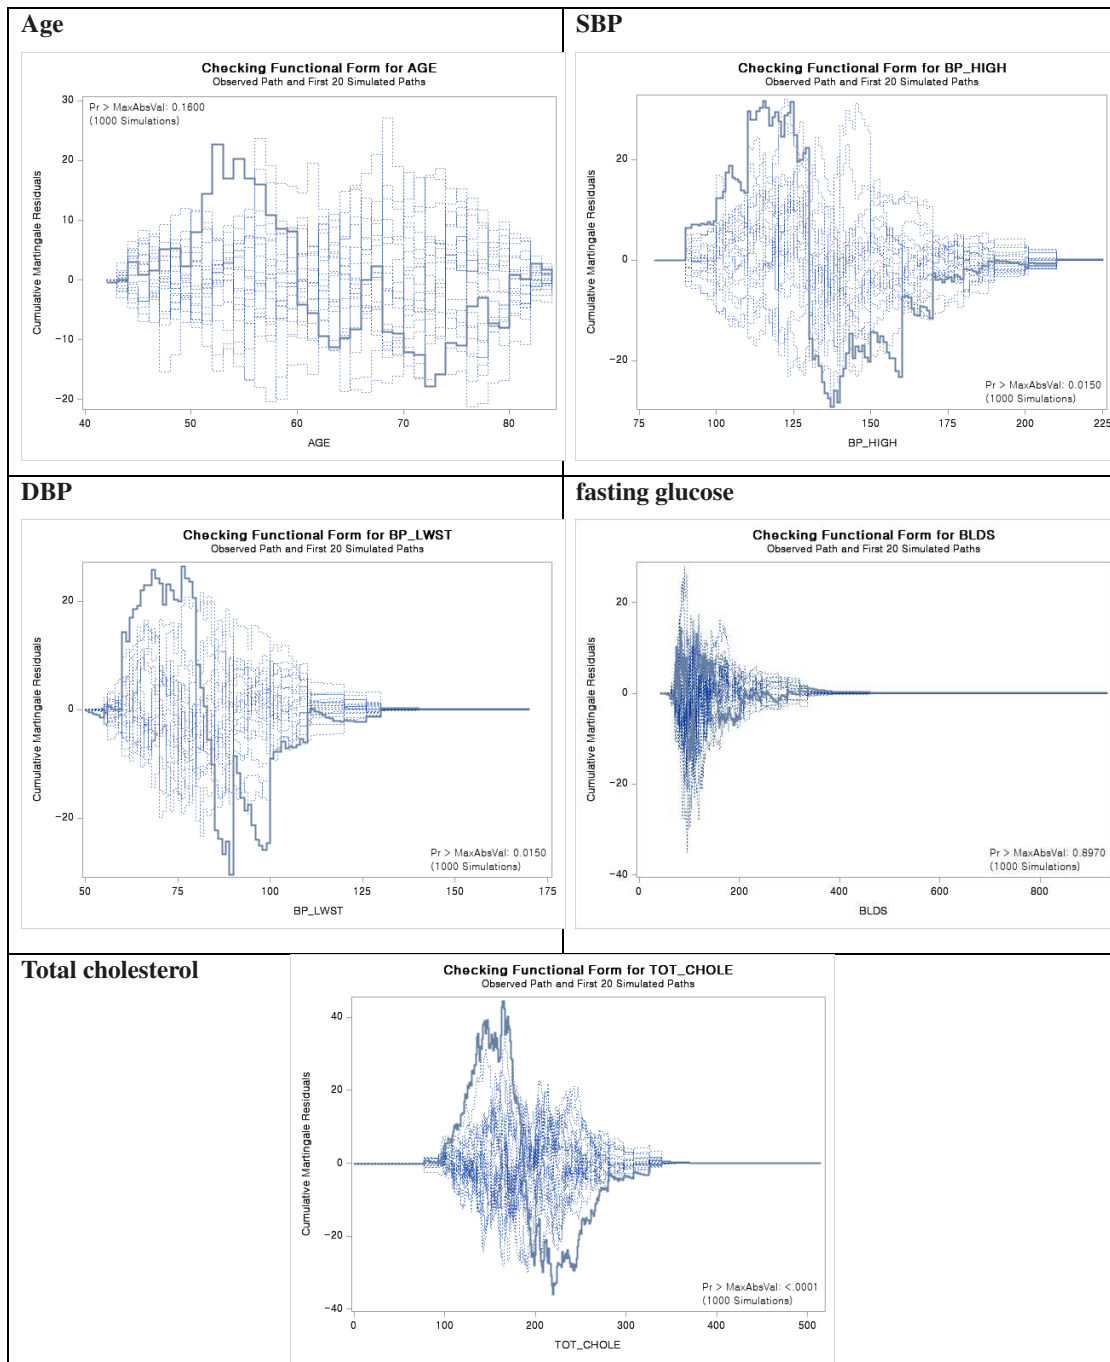 Age
Checking Functional Form for AGE
Observed Path and First 20 Simulated Paths
Pr > MaxAbsVal: 0.1600
(1000 Simulations)
Cumulative Martingale Residuals
30
20
10
0
-10
-20
40 50 60 70 80
AGE
SBP
Checking Functional Form for BP_HIGH
Observed Path and First 20 Simulated Paths
Cumulative Martingale Residuals
20
0
-20
Pr > MaxAbsVal: 0.0150
(1000 Simulations)
75 100 125 150 175 200 225
BP_HIGH
DBP
Checking Functional Form for BP_LWST
Observed Path and First 20 Simulated Paths
Cumulative Martingale Residuals
20
0
-20
Pr > MaxAbsVal: 0.0150
(1000 Simulations)
50 75 100 125 150 175
BP_LWST
fasting glucose
Checking Functional Form for BLDS
Observed Path and First 20 Simulated Paths
Cumulative Martingale Residuals
20
0
-20
-40
Pr > MaxAbsVal: 0.8970
(1000 Simulations)
0 200 400 600 800
BLDS
Total cholesterol
Checking Functional Form for TOT_CHOLE
Observed Path and First 20 Simulated Paths
Cumulative Martingale Residuals
40
20
0
-20
-40
Pr > MaxAbsVal: <.0001
(1000 Simulations)
0 100 200 300 400 500
TOT_CHOLE